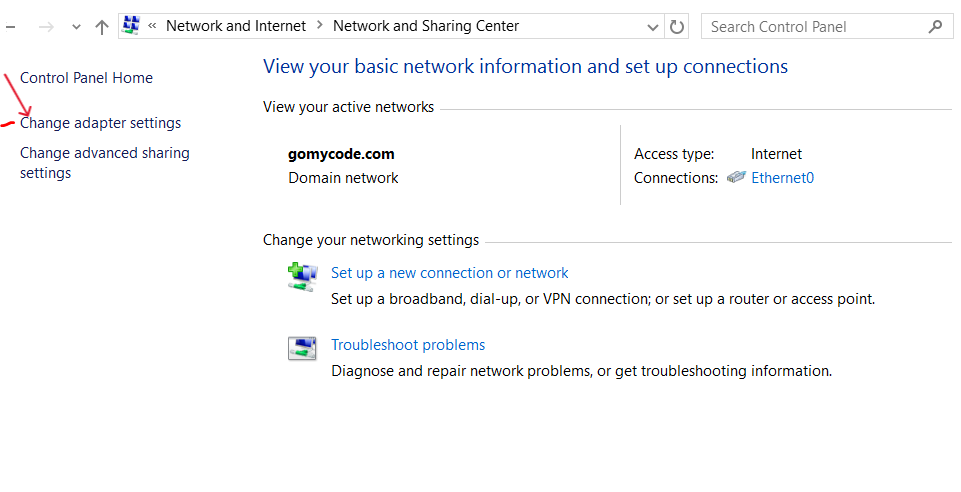 « Network and Internet > Network and Sharing Center
Search Control Panel
Control Panel Home
Change adapter settings
Change advanced sharing
settings
View your basic network information and set up connections
View your active networks
gomycode.com
Domain network
Access type: Internet
Connections: Ethernet0
Change your networking settings
Set up a new connection or network
Set up a broadband, dial-up, or VPN connection; or set up a router or access point.
Troubleshoot problems
Diagnose and repair network problems, or get troubleshooting information.